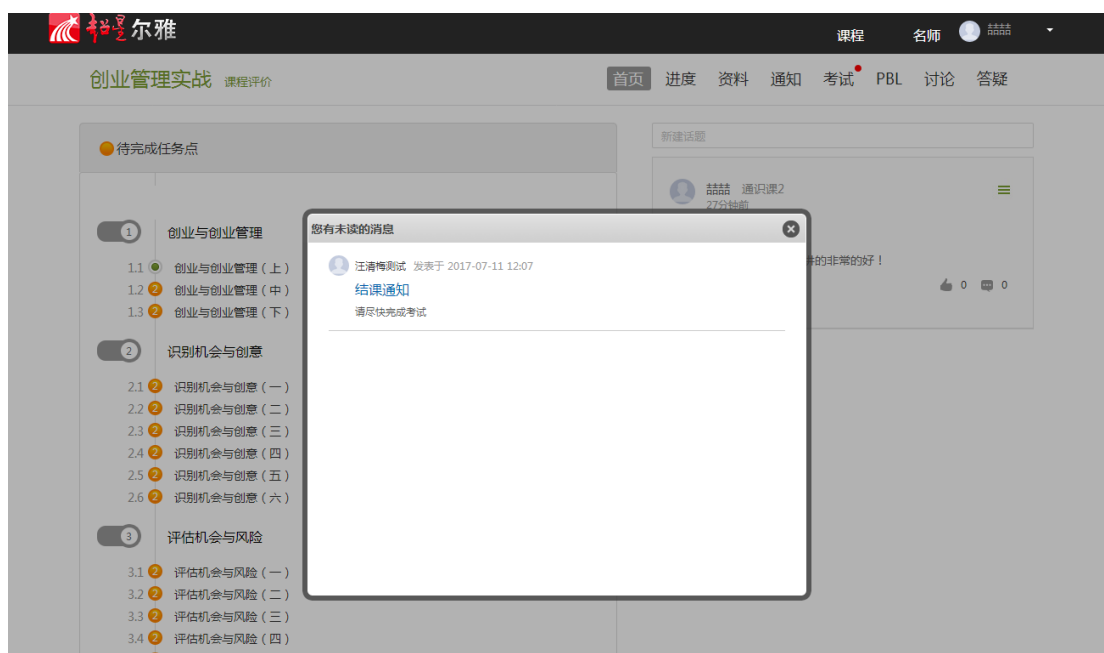 超星尔雅
课程 名师 喆喆
创业管理实战 课程评价
首页 进度 资料 通知 考试 PBL 讨论 答疑
待完成任务点
1 创业与创业管理
1.1 创业与创业管理(上)
1.2 2 创业与创业管理(中)
1.3 2 创业与创业管理(下)
2 识别机会与创意
2.1 2 识别机会与创意(一)
2.2 2 识别机会与创意(二)
2.3 2 识别机会与创意(三)
2.4 2 识别机会与创意(四)
2.5 2 识别机会与创意(五)
2.6 2 识别机会与创意(六)
3 评估机会与风险
3.1 2 评估机会与风险(一)
3.2 2 评估机会与风险(二)
3.3 2 评估机会与风险(三)
3.4 2 评估机会与风险(四)
您有未读的消息
汪清梅测试 发表于 2017-07-11 12:07
结课通知
请尽快完成考试
新建话题
喆喆 通识课2
27分钟前
的非常的好!
0 0